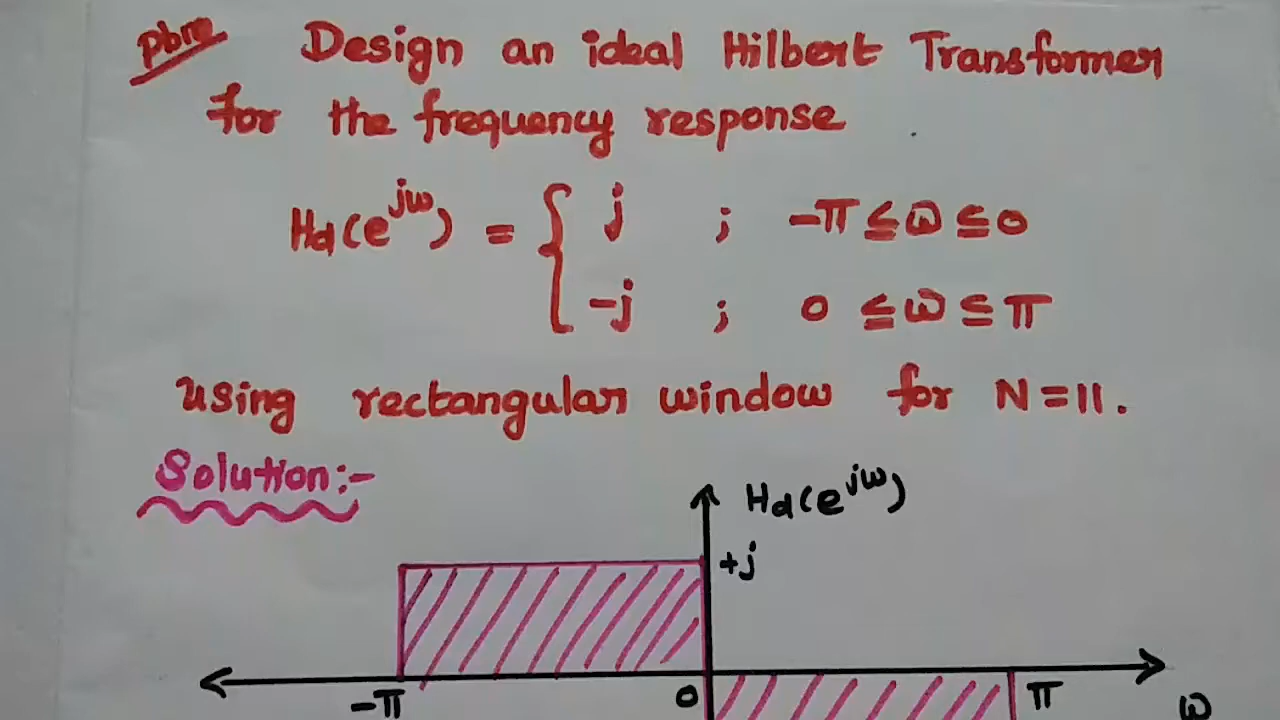 Pbm Design an ideal Hilbert Transformer
for the frequency response
Hd(e^jω) = { j ; -π ≤ ω ≤ 0
-j ; 0 ≤ ω ≤ π
using rectangular window for N=11.
Solution:-
Hd(e^jω)
+j
-π 0 π ω